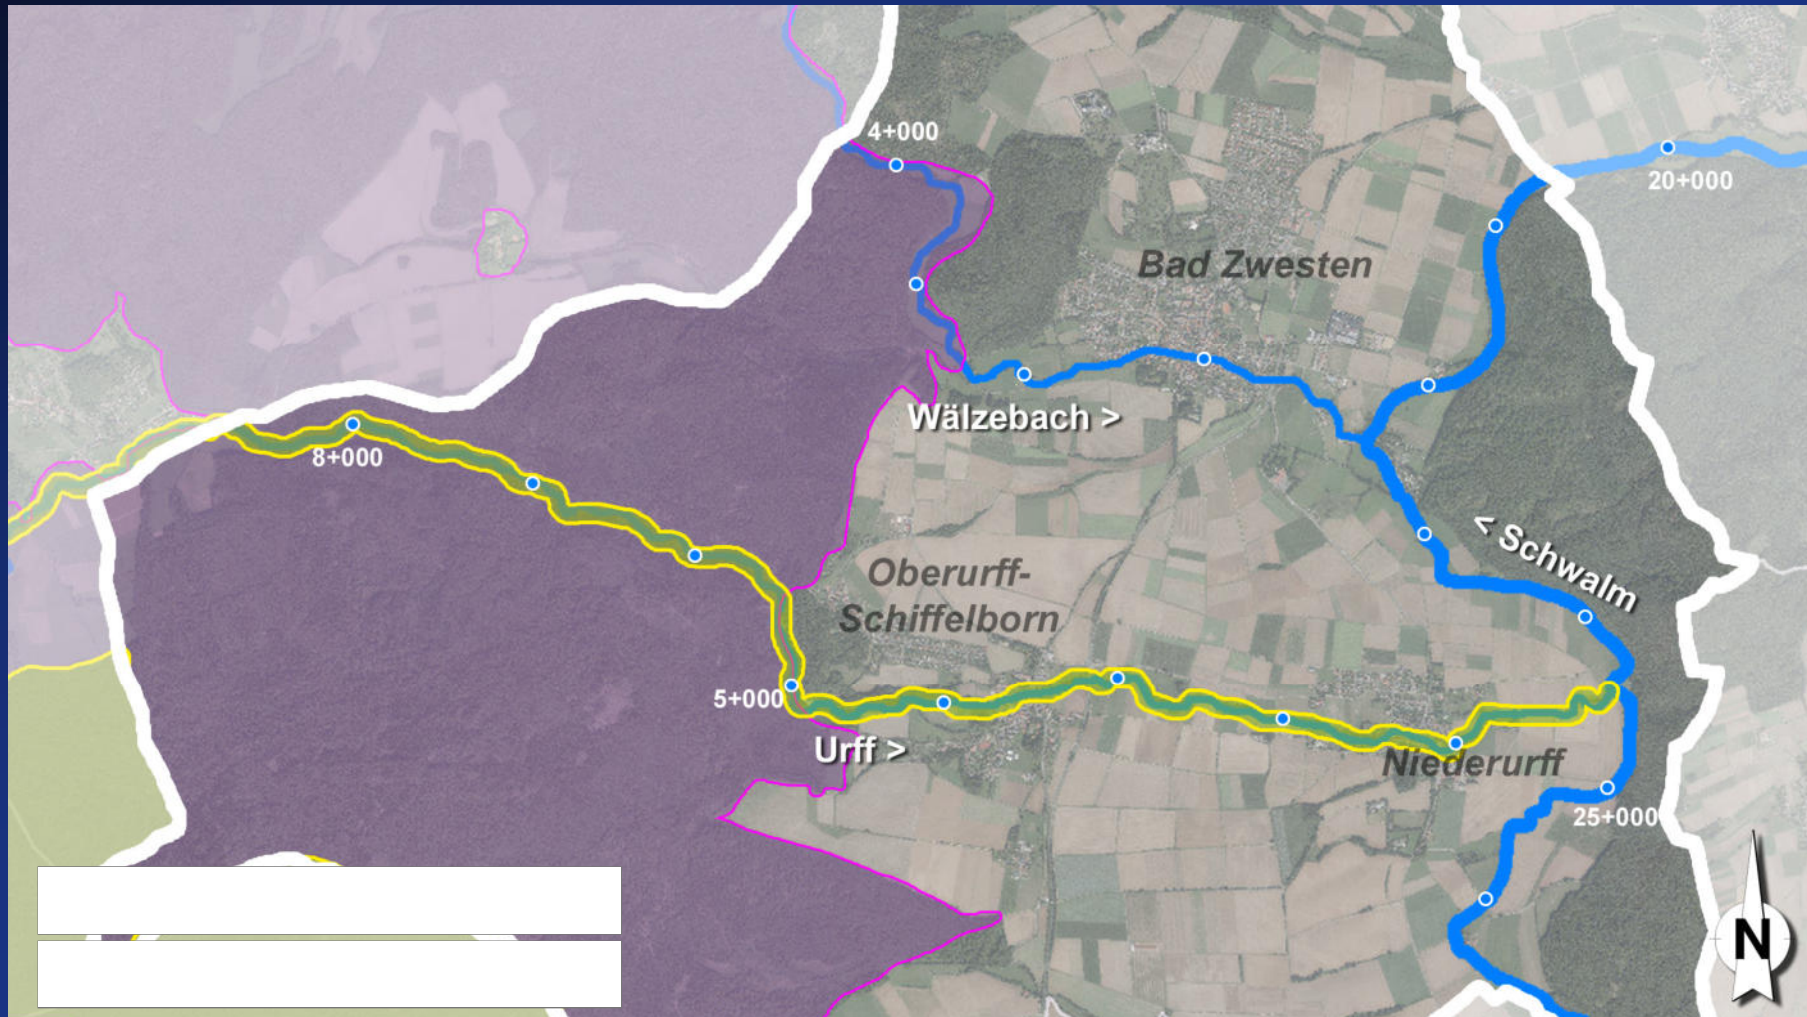 4+000
20+000
Bad Zwesten
Wälzebach >
8+000
< Schwalm
Oberurff-
Schiffelborn
5+000
Urff >
Niederurff
25+000
N